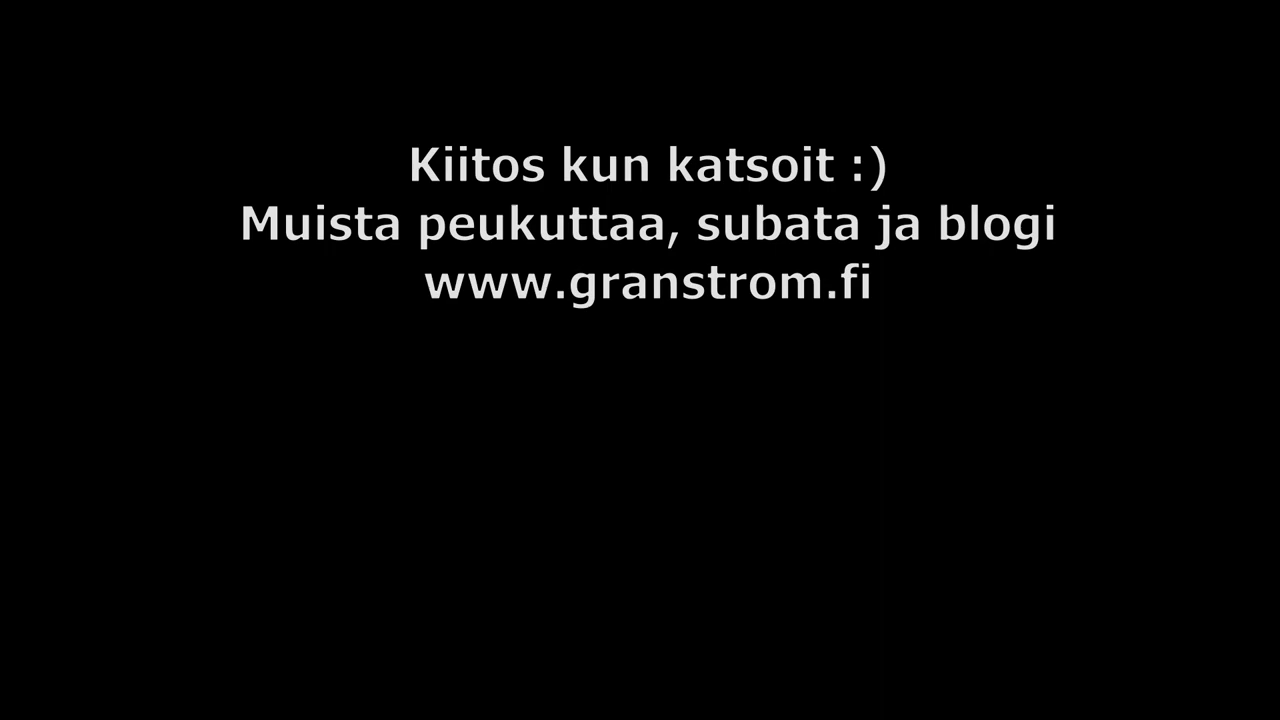 Kiitos kun katsoit :)
Muista peukuttaa, subata ja blogi
www.granstrom.fi